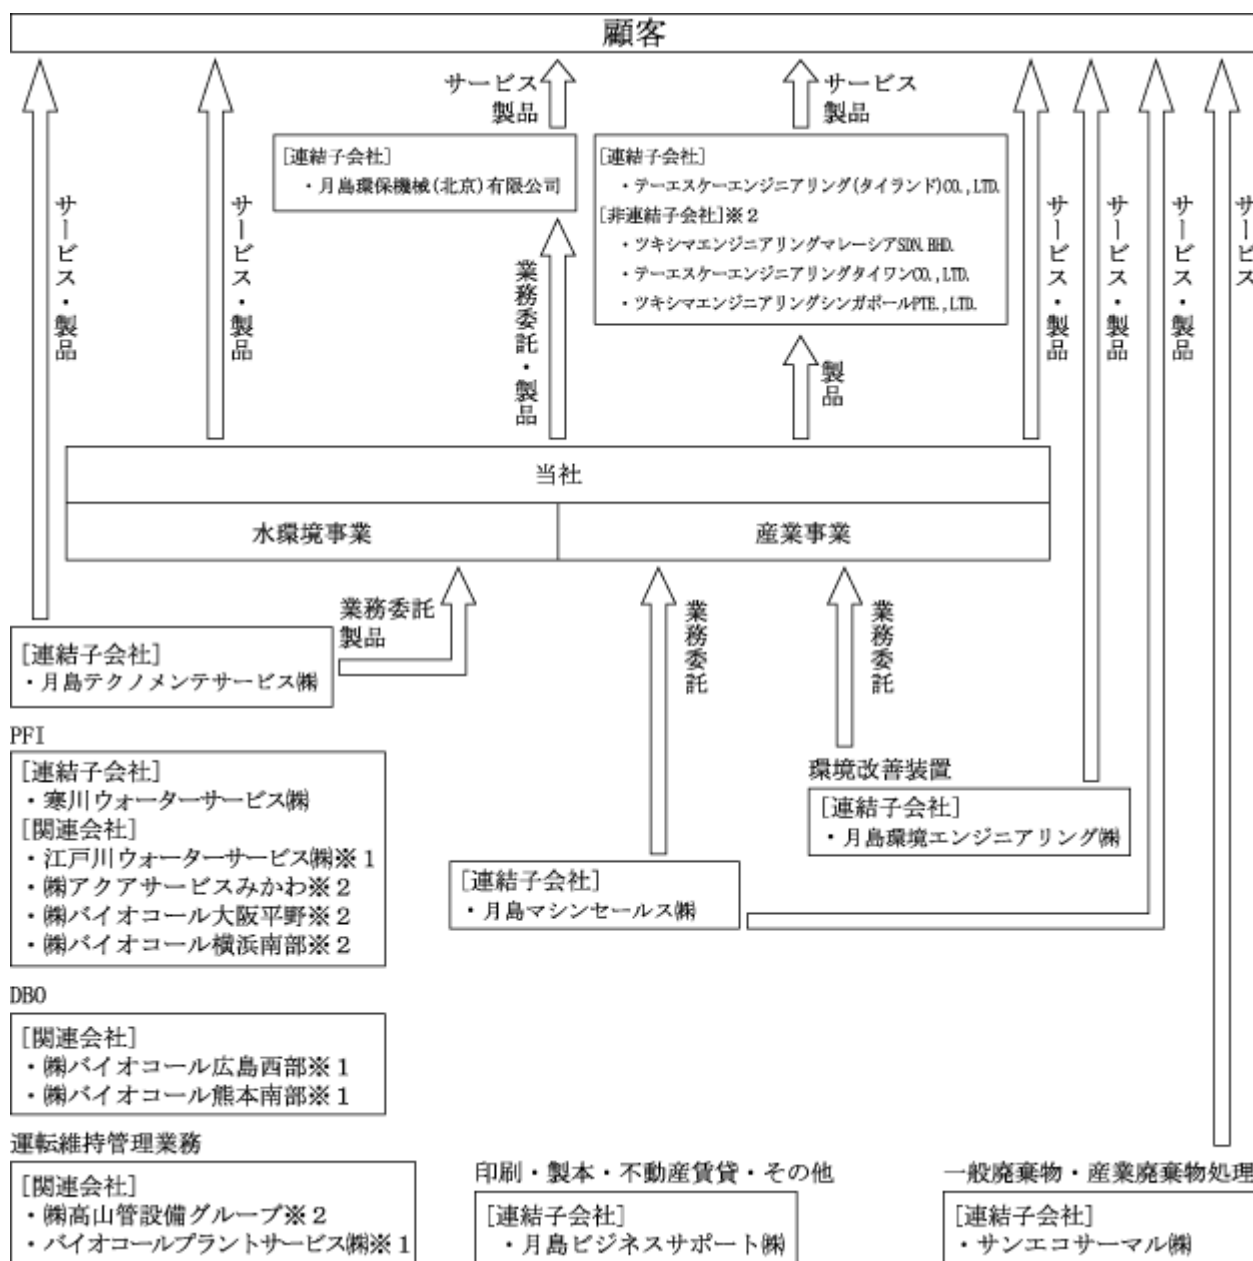 顧客
サービス
製品
サービス
製品
[連結子会社]
・月島環保機械(北京)有限公司
[連結子会社]
・テーエスケーエンジニアリング(タイランド)CO.,LTD.
[非連結子会社]※2
・ツキシマエンジニアリングマレーシアSDN.BHD.
・テーエスケーエンジニアリングタイワンCO.,LTD.
・ツキシマエンジニアリングシンガポールPTE.,LTD.
サービス・製品
サービス・製品
業務委託・製品
製品
サービス・製品
サービス・製品
サービス・製品
サービス
当社
水環境事業
産業事業
業務委託
製品
業務委託
業務委託
[連結子会社]
・月島テクノメンテサービス㈱
PFI
[連結子会社]
・寒川ウォーターサービス㈱
[関連会社]
・江戸川ウォーターサービス㈱※1
・㈱アクアサービスみかわ※2
・㈱バイオコール大阪平野※2
・㈱バイオコール横浜南部※2
環境改善装置
[連結子会社]
・月島環境エンジニアリング㈱
[連結子会社]
・月島マシンセールス㈱
DBO
[関連会社]
・㈱バイオコール広島西部※1
・㈱バイオコール熊本南部※1
運転維持管理業務
[関連会社]
・㈱高山管設備グループ※2
・バイオコールプラントサービス㈱※1
印刷・製本・不動産賃貸・その他
[連結子会社]
・月島ビジネスサポート㈱
一般廃棄物・産業廃棄物処理
[連結子会社]
・サンエコサーマル㈱